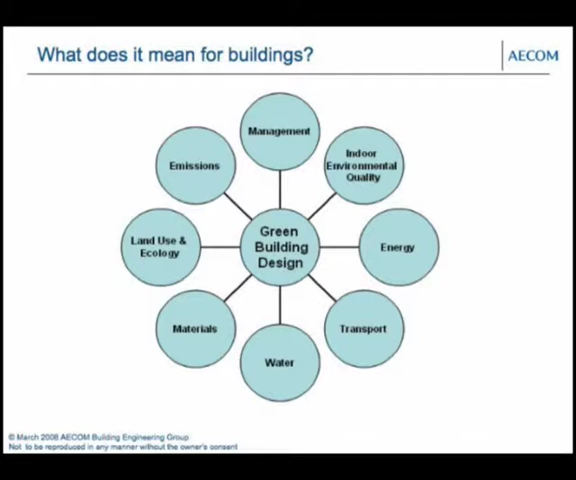 What does it mean for buildings?
AECOM
Management
Indoor
Environmental
Quality
Energy
Transport
Water
Materials
Land Use &
Ecology
Emissions
Green
Building
Design
© March 2008 AECOM Building Engineering Group
Not to be reproduced in any manner without the owner's consent